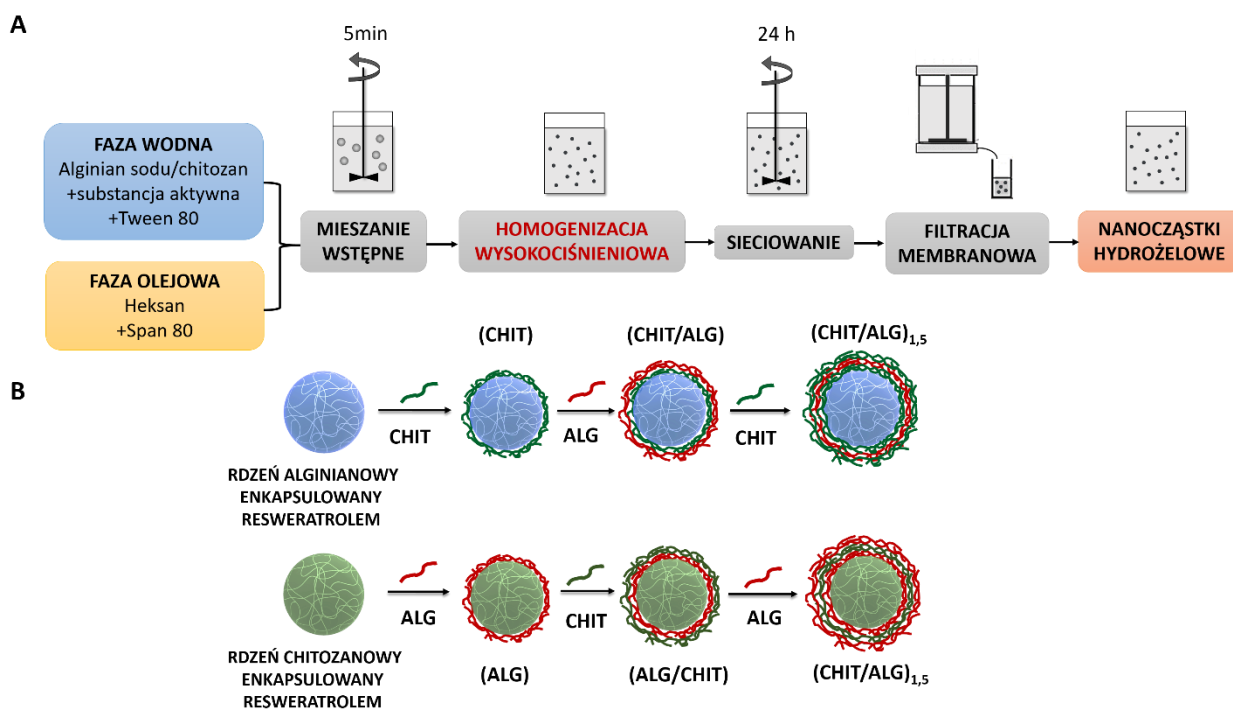 A
5min
24 h
FAZA WODNA
Alginian sodu/chitozan
+substancja aktywna
+Tween 80
FAZA OLEJOWA
Heksan
+Span 80
MIESZANIE
WSTĘPNE
HOMOGENIZACJA
WYSOKOCIŚNIENIOWA
SIECIOWANIE
FILTRACJA
MEMBRANOWA
NANOCZĄSTKI
HYDROŻELOWE
B
(CHIT)
(CHIT/ALG)
(CHIT/ALG)1,5
CHIT
ALG
CHIT
RDZEŃ ALGINIANOWY
ENKAPSULOWANY
RESWERATROLEM
ALG
CHIT
ALG
RDZEŃ CHITOZANOWY
ENKAPSULOWANY
RESWERATROLEM
(ALG)
(ALG/CHIT)
(CHIT/ALG)1,5